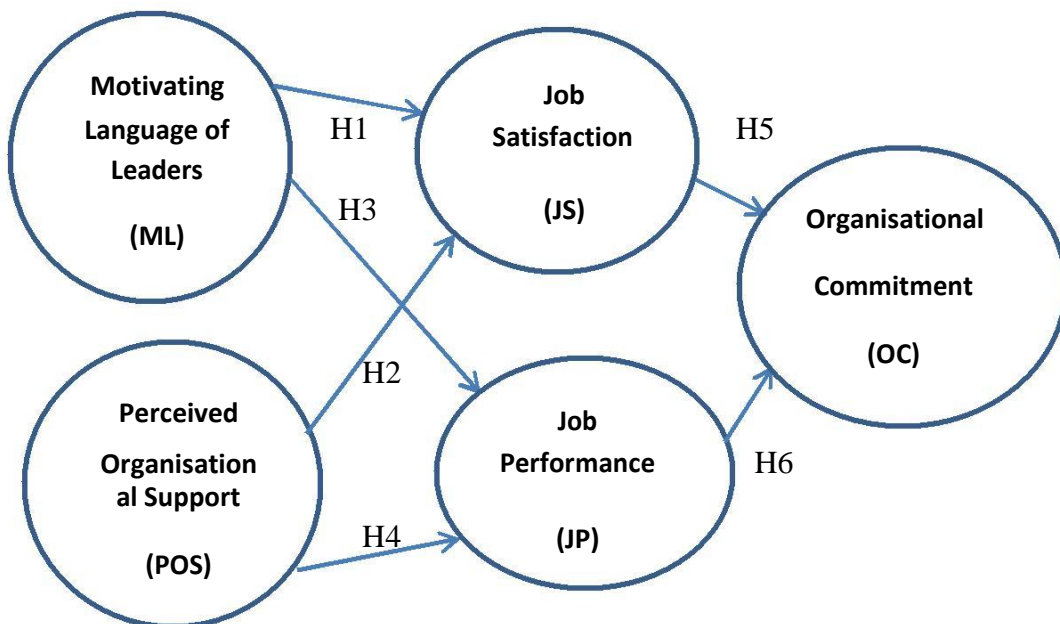 Motivating
Language of
Leaders
(ML)
H1
H3
Job
Satisfaction
(JS)
H5
Organisational
Commitment
(OC)
Perceived
Organisation
al Support
(POS)
H2
H4
Job
Performance
(JP)
H6